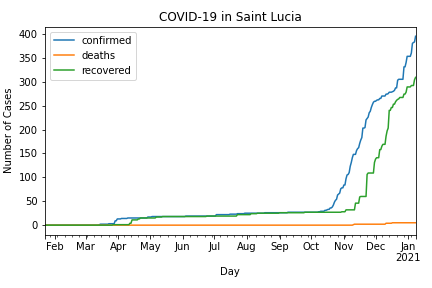 COVID-19 in Saint Lucia
confirmed
deaths
recovered
Number of Cases
400
350
300
250
200
150
100
50
0
Feb Mar Apr May Jun Jul Aug Sep Oct Nov Dec Jan
2021
Day